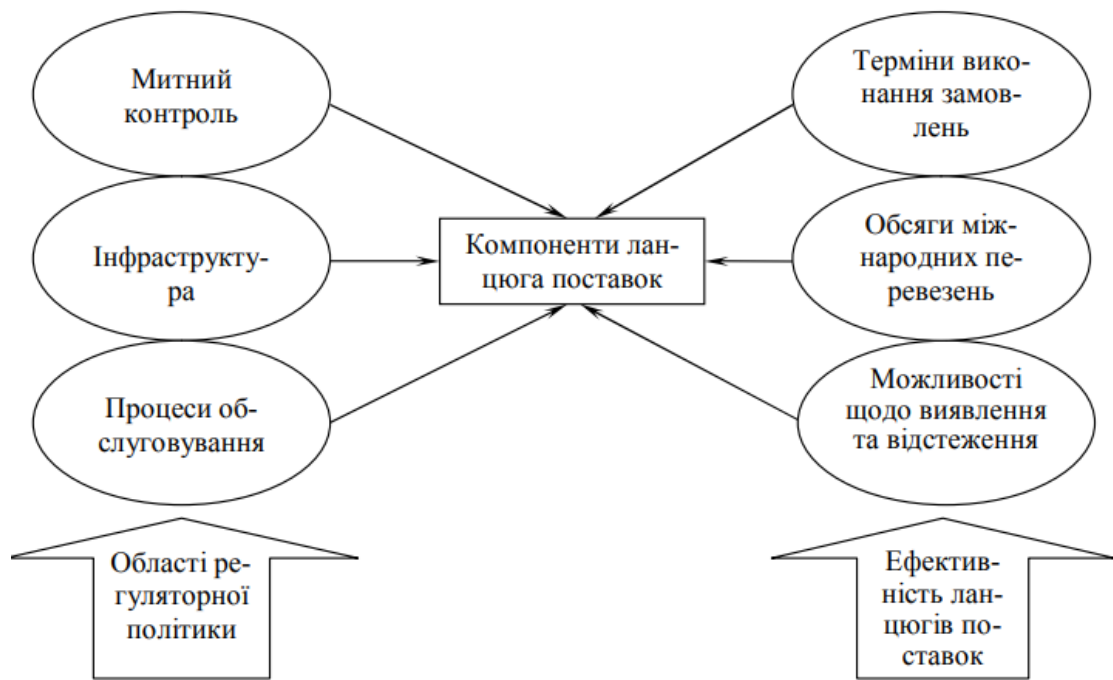 Митний
контроль
Інфраструкту-
ра
Процеси об-
слуговування
Області ре-
гуляторної
політики
Компоненти лан-
цюга поставок
Терміни вико-
нання замов-
лень
Обсяги між-
народних пе-
ревезень
Можливості
щодо виявлення
та відстеження
Ефектив-
ність лан-
цюгів по-
ставок